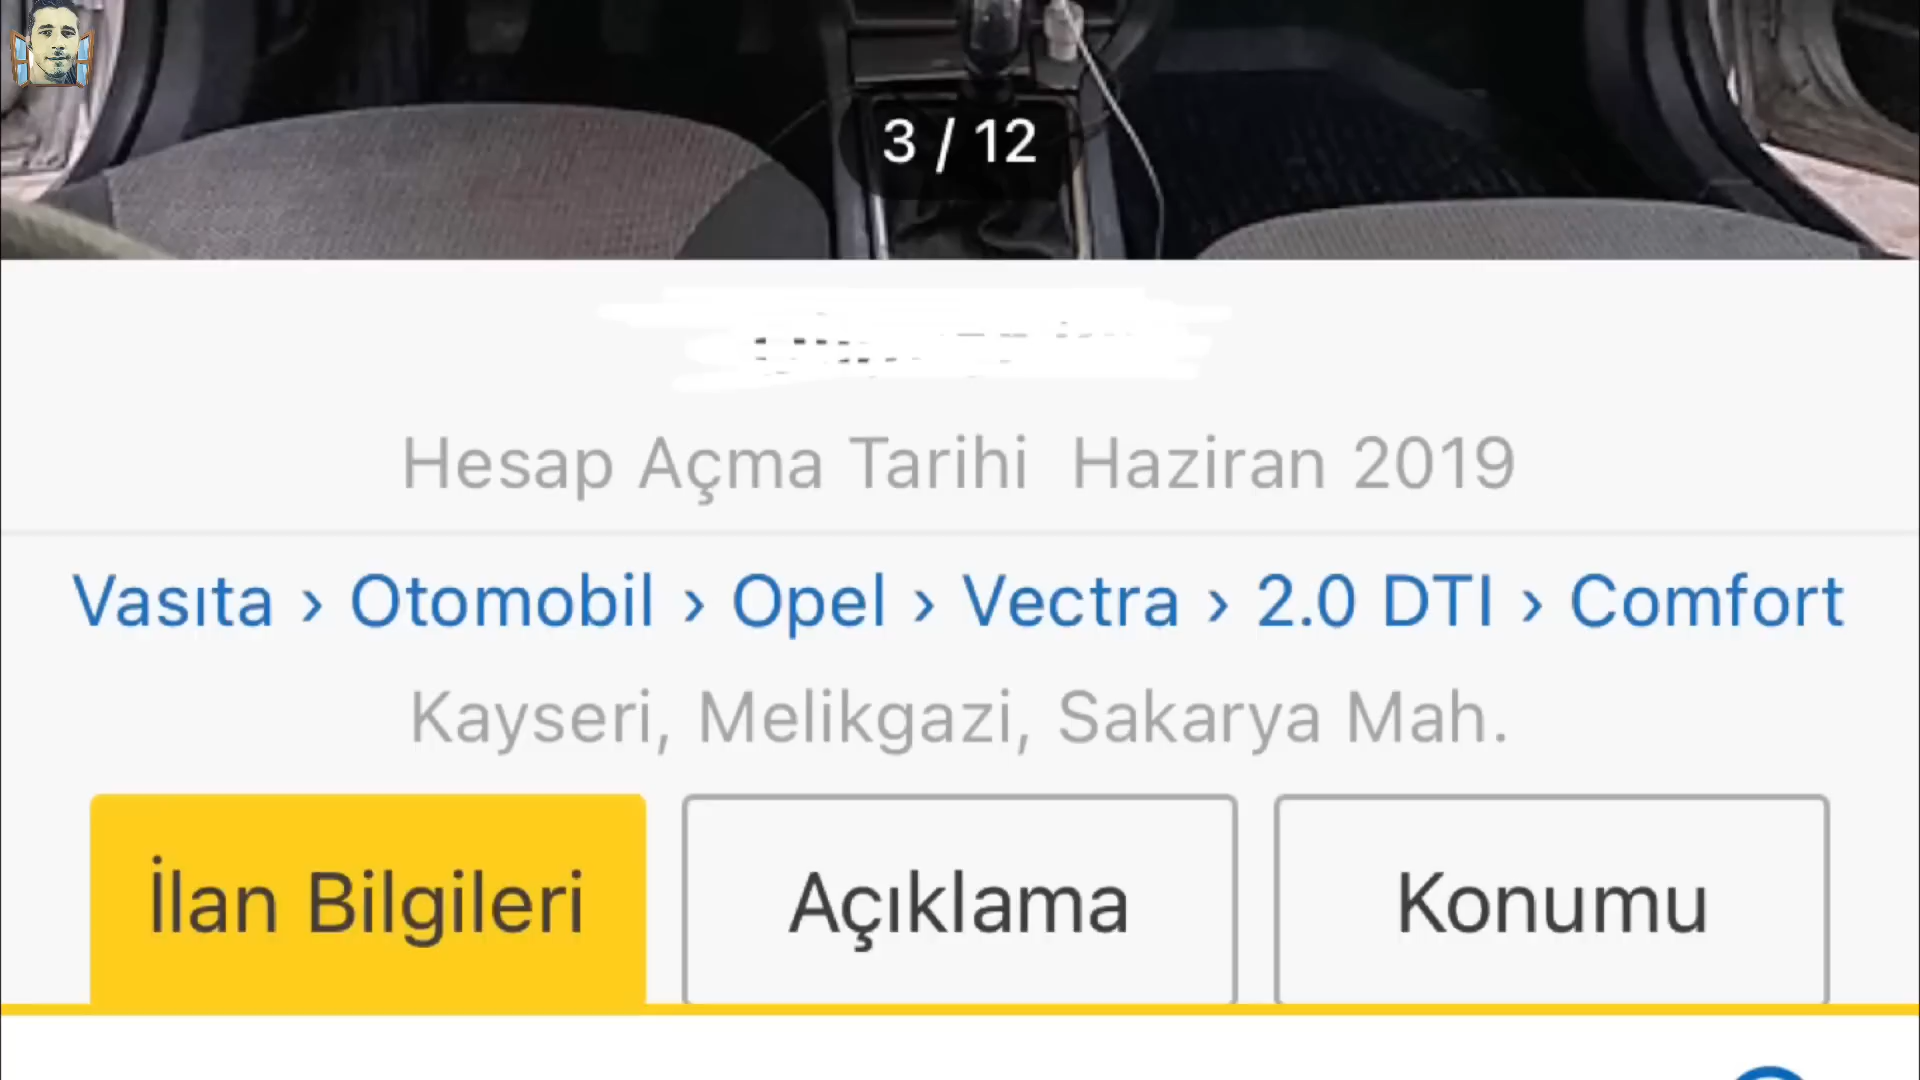 3 / 12
Hesap Açma Tarihi Haziran 2019
Vasıta › Otomobil › Opel › Vectra › 2.0 DTI › Comfort
Kayseri, Melikgazi, Sakarya Mah.
İlan Bilgileri
Açıklama
Konumu